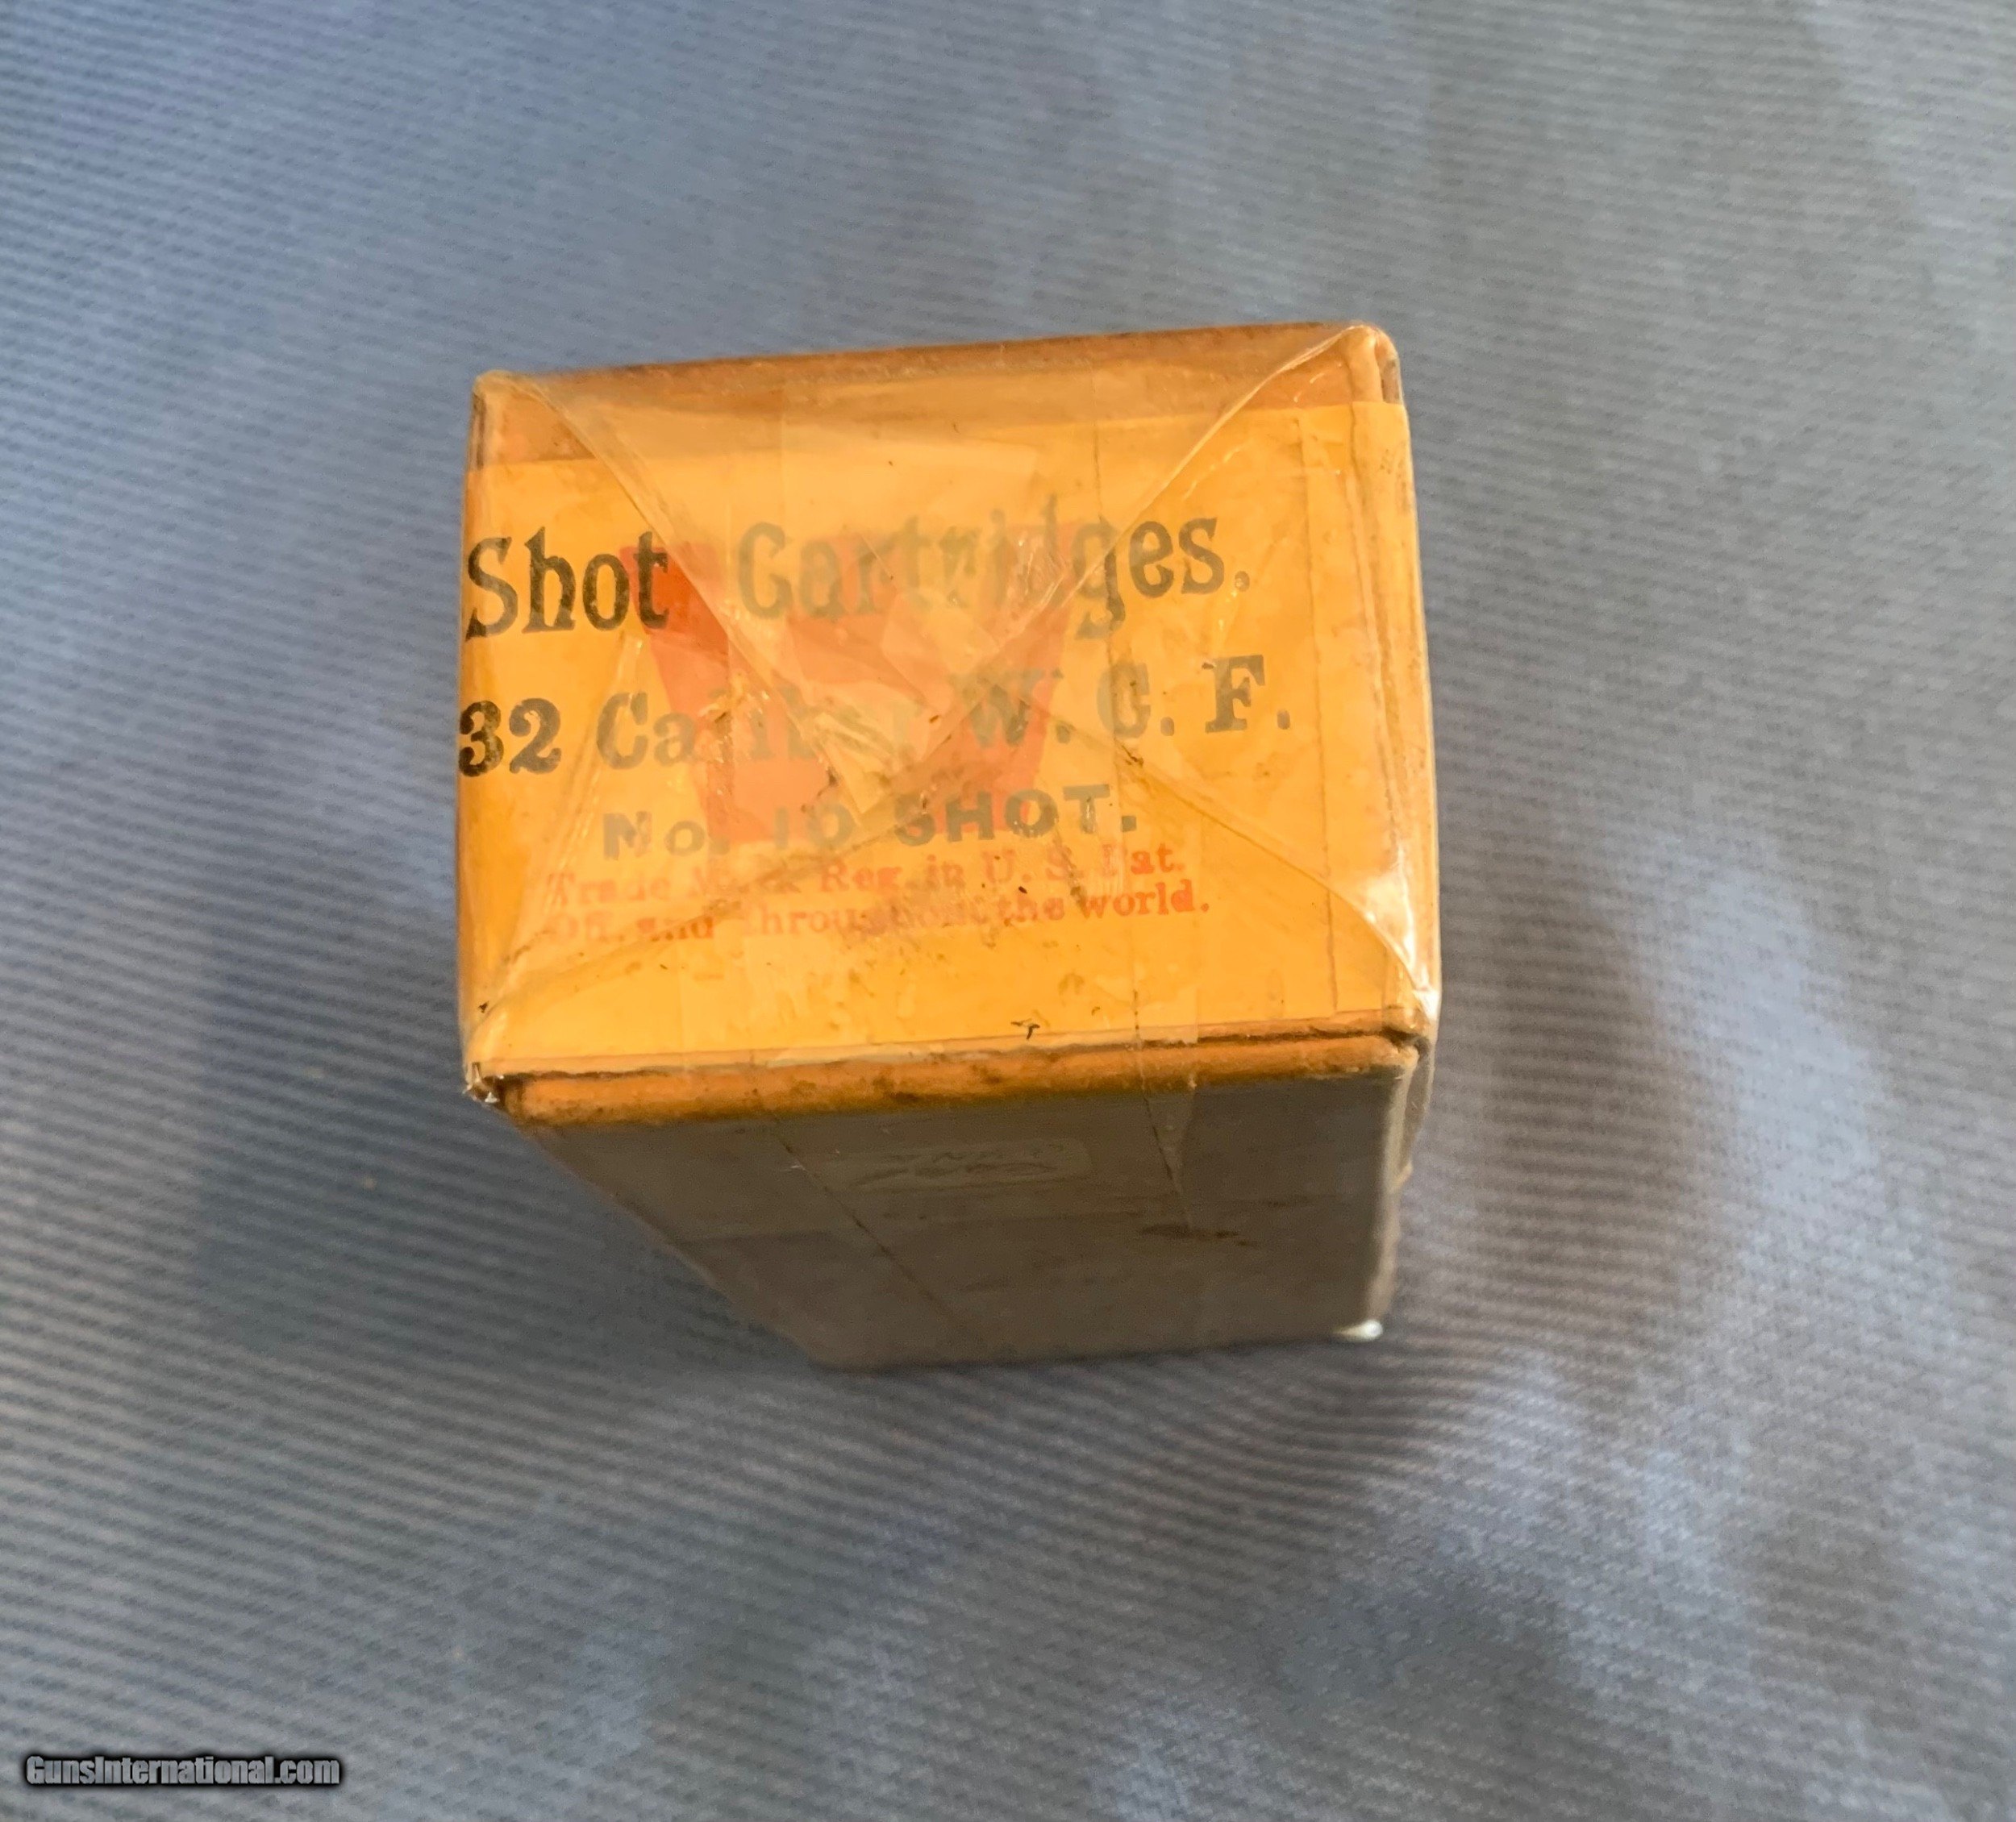 Shot Cartridges.
32 Caliber W. C. F.
No. 10 SHOT.
Trade Mark Reg. in U. S. Pat.
Off. and throughout the world.
GunsInternational.com